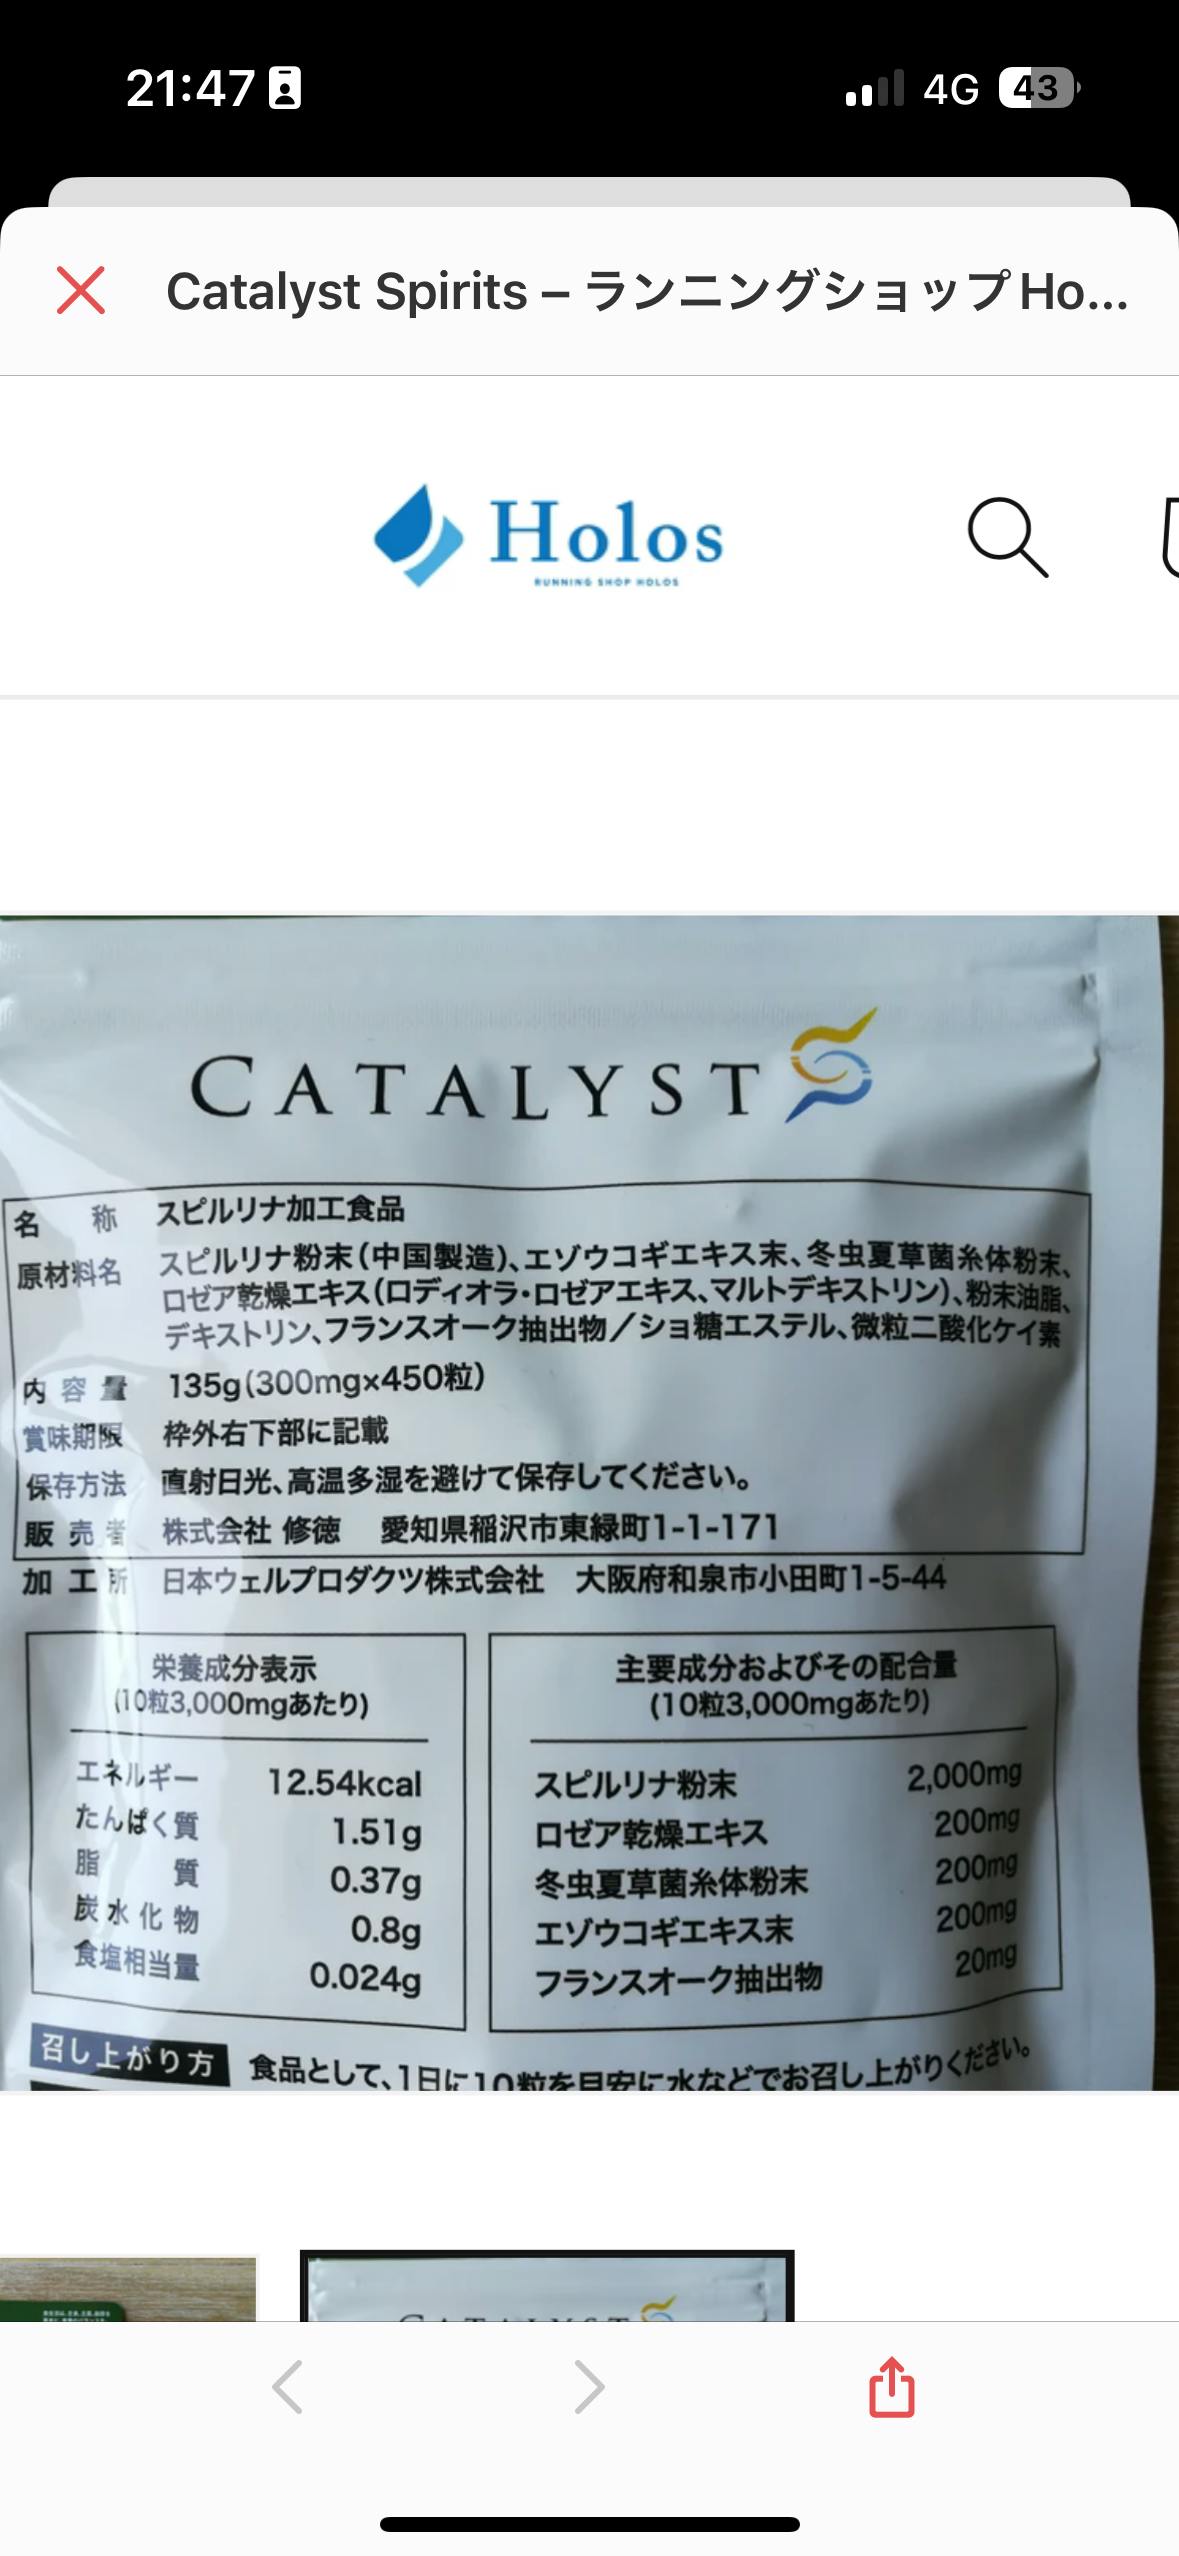 21:47
4G 43
Catalyst Spirits – ランニングショップHo...
Holos
RUNNING SHOP HOLOS
CATALYST
名 称 スピルリナ加工食品
原材料名 スピルリナ粉末(中国製造)、エゾウコギエキス末、冬虫夏草菌糸体粉末、
ロゼア乾燥エキス(ロディオラ・ロゼアエキス、マルトデキストリン)、粉末油脂、
デキストリン、フランスオーク抽出物/ショ糖エステル、微粒二酸化ケイ素
内容量 135g(300mg×450粒)
賞味期限 枠外右下部に記載
保存方法 直射日光、高温多湿を避けて保存してください。
販売者 株式会社 修徳 愛知県稲沢市東緑町1-1-171
加工所 日本ウェルプロダクツ株式会社 大阪府和泉市小田町1-5-44
栄養成分表示
(10粒3,000mgあたり)
エネルギー 12.54kcal
たんぱく質 1.51g
脂 質 0.37g
炭水化物 0.8g
食塩相当量 0.024g
主要成分およびその配合量
(10粒3,000mgあたり)
スピルリナ粉末 2,000mg
ロゼア乾燥エキス 200mg
冬虫夏草菌糸体粉末 200mg
エゾウコギエキス末 200mg
フランスオーク抽出物 20mg
召し上がり方 食品として、1日に10粒を目安に水などでお召し上がりください。
CATALYST